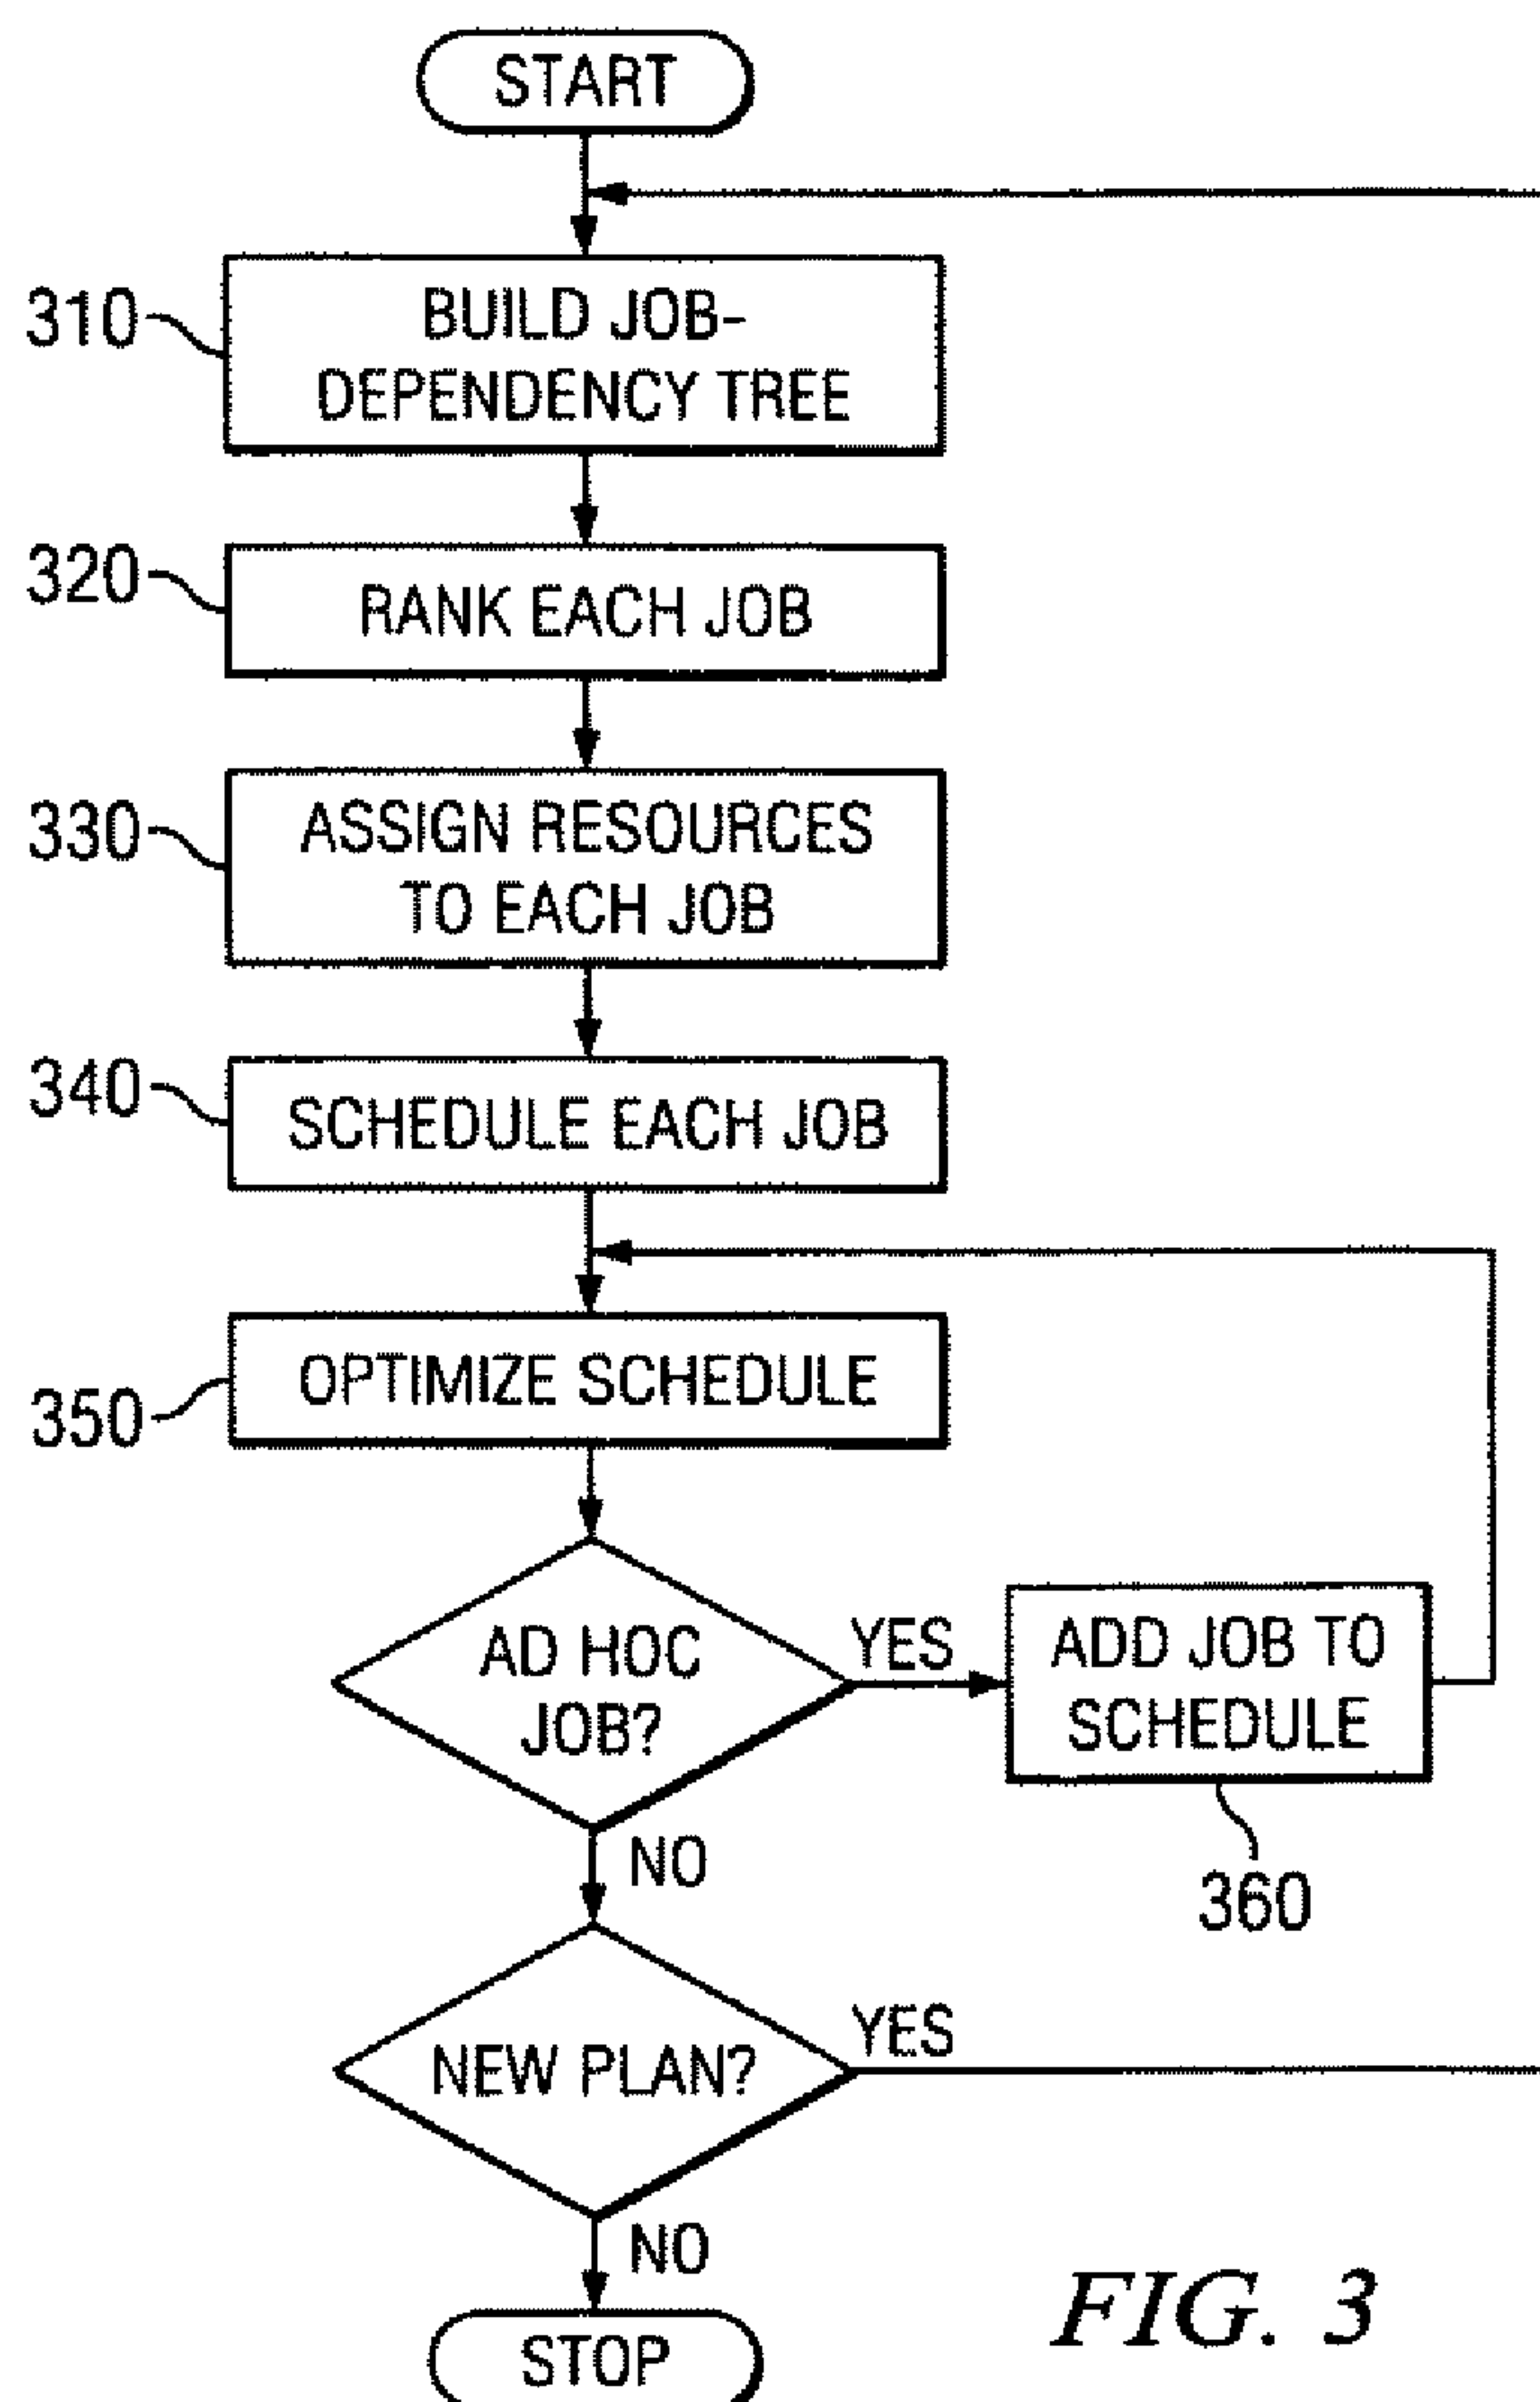 START
310
BUILD JOB-
DEPENDENCY TREE
320
RANK EACH JOB
330
ASSIGN RESOURCES
TO EACH JOB
340
SCHEDULE EACH JOB
350
OPTIMIZE SCHEDULE
AD HOC
JOB?
YES
ADD JOB TO
SCHEDULE
360
NO
NEW PLAN?
YES
NO
STOP
FIG. 3